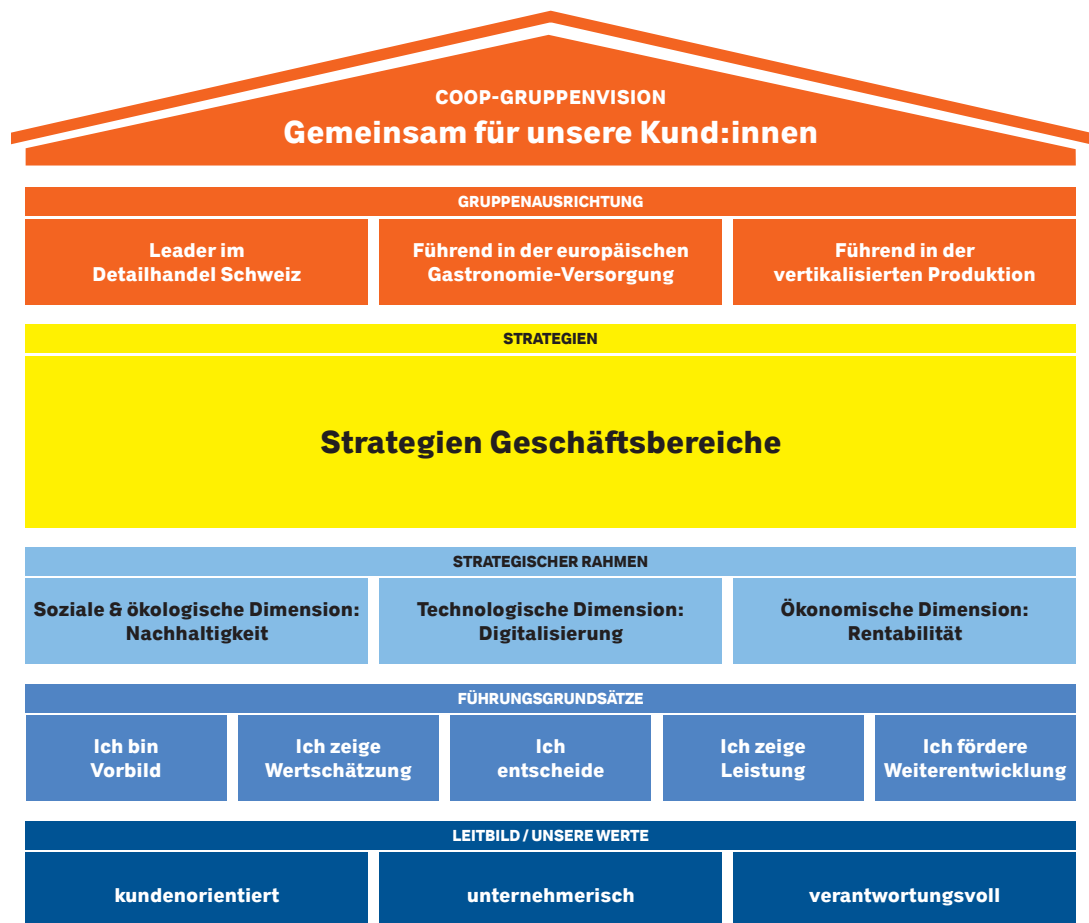 COOP-GRUPPENVISION
Gemeinsam für unsere Kund:innen
GRUPPENAUSRICHTUNG
Leader im
Detailhandel Schweiz
Führend in der europäischen
Gastronomie-Versorgung
Führend in der
vertikalisierten Produktion
STRATEGIEN
Strategien Geschäftsbereiche
STRATEGISCHER RAHMEN
Soziale & ökologische Dimension:
Nachhaltigkeit
Technologische Dimension:
Digitalisierung
Ökonomische Dimension:
Rentabilität
FÜHRUNGSGRUNDSÄTZE
Ich bin
Vorbild
Ich zeige
Wertschätzung
Ich
entscheide
Ich zeige
Leistung
Ich fördere
Weiterentwicklung
LEITBILD / UNSERE WERTE
kundenorientiert
unternehmerisch
verantwortungsvoll